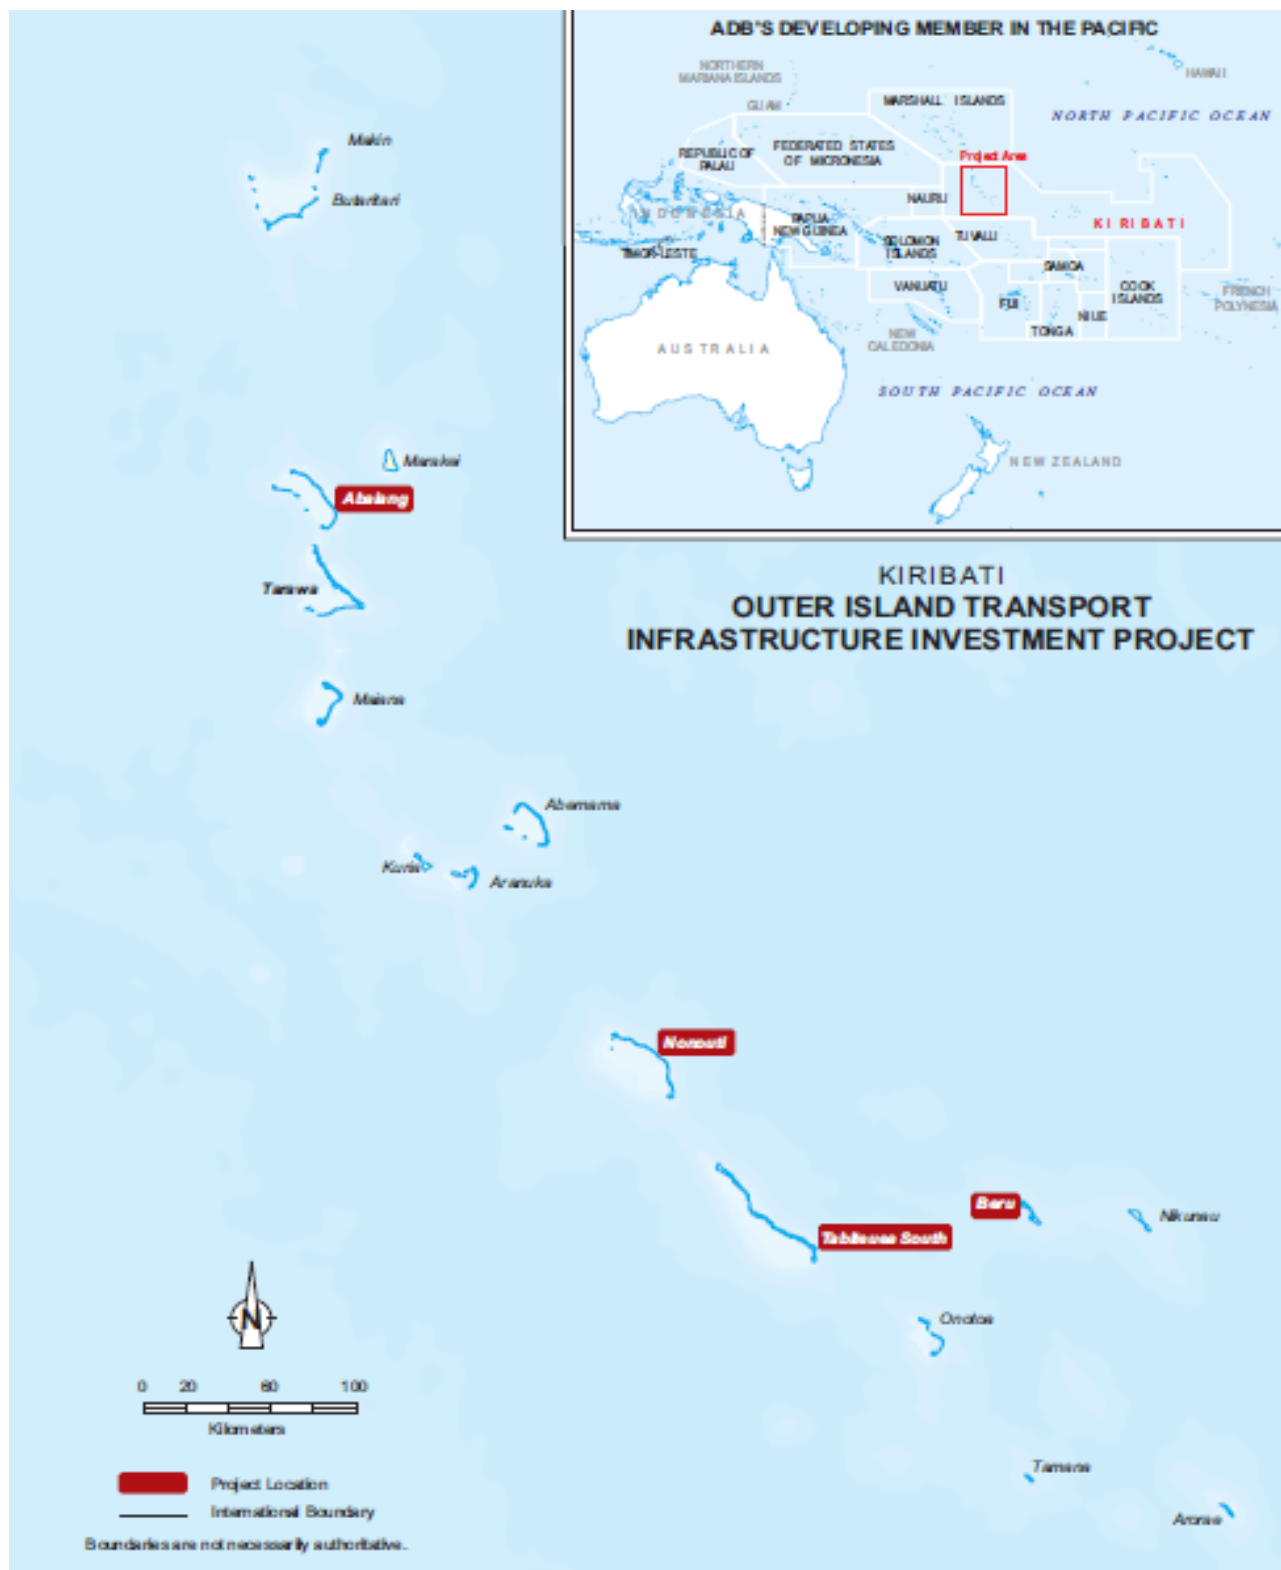 ADB'S DEVELOPING MEMBER IN THE PACIFIC
NORTHERN
MARIANA ISLANDS
HAWAII
GUAM
MARSHALL ISLANDS
NORTH PACIFIC OCEAN
FEDERATED STATES
OF MICRONESIA
REPUBLIC OF
PALAU
Project Area
NAURU
KIRIBATI
INDONESIA
PAPUA
NEW GUINEA
SOLOMON
ISLANDS
TUVALU
TIMOR-LESTE
SAMOA
VANUATU
COOK
ISLANDS
FRENCH
POLYNESIA
FIJI
NIUE
TONGA
NEW
CALEDONIA
AUSTRALIA
SOUTH PACIFIC OCEAN
NEW ZEALAND
KIRIBATI
OUTER ISLAND TRANSPORT
INFRASTRUCTURE INVESTMENT PROJECT
Makin
Butaritari
Marakei
Abaiang
Tarawa
Maiana
Abemama
Kuria
Aranuka
Nonouti
Beru
Nikunau
Tabiteuea South
Onotoa
Tamana
Arorae
N
0 20 60 100
Kilometers
Project Location
International Boundary
Boundaries are not necessarily authoritative.